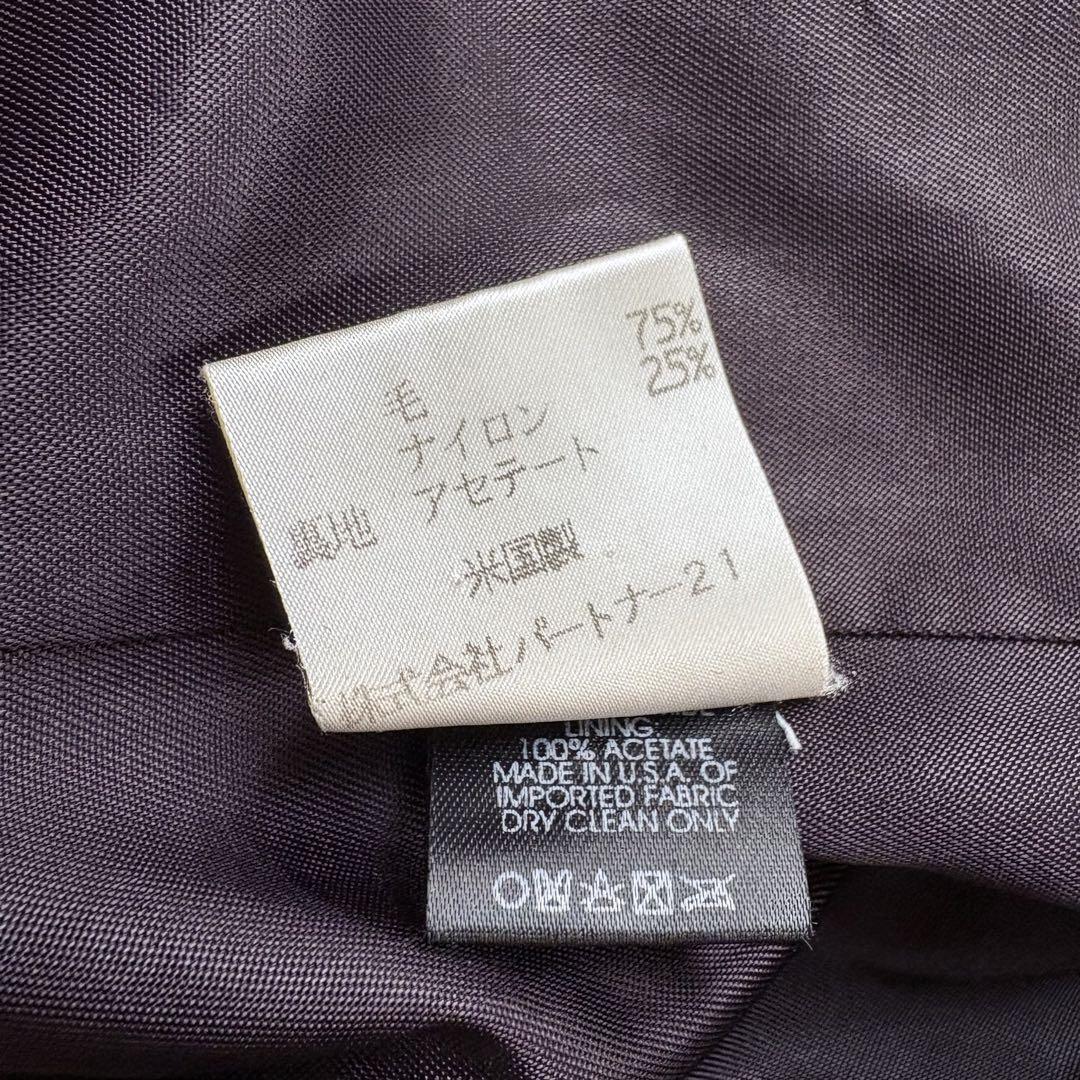 毛 75%
ナイロン 25%
裏地 アセテート
米国製
株式会社パートナー21
LINING:
100% ACETATE
MADE IN U.S.A. OF
IMPORTED FABRIC
DRY CLEAN ONLY